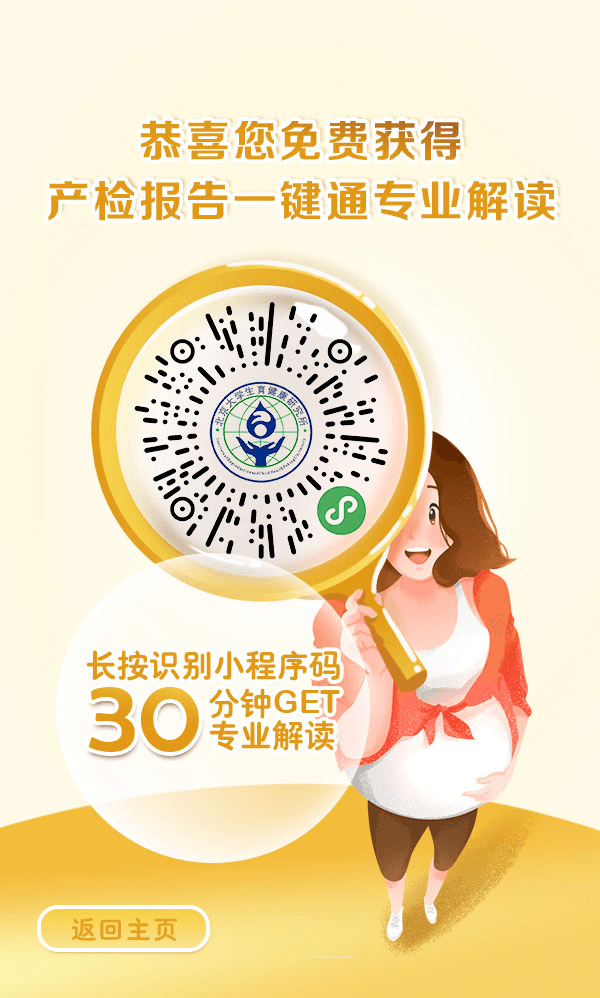 恭喜您免费获得
产检报告一键通专业解读
北京大学生育健康研究所
长按识别小程序码
30分钟GET
专业解读
返回主页